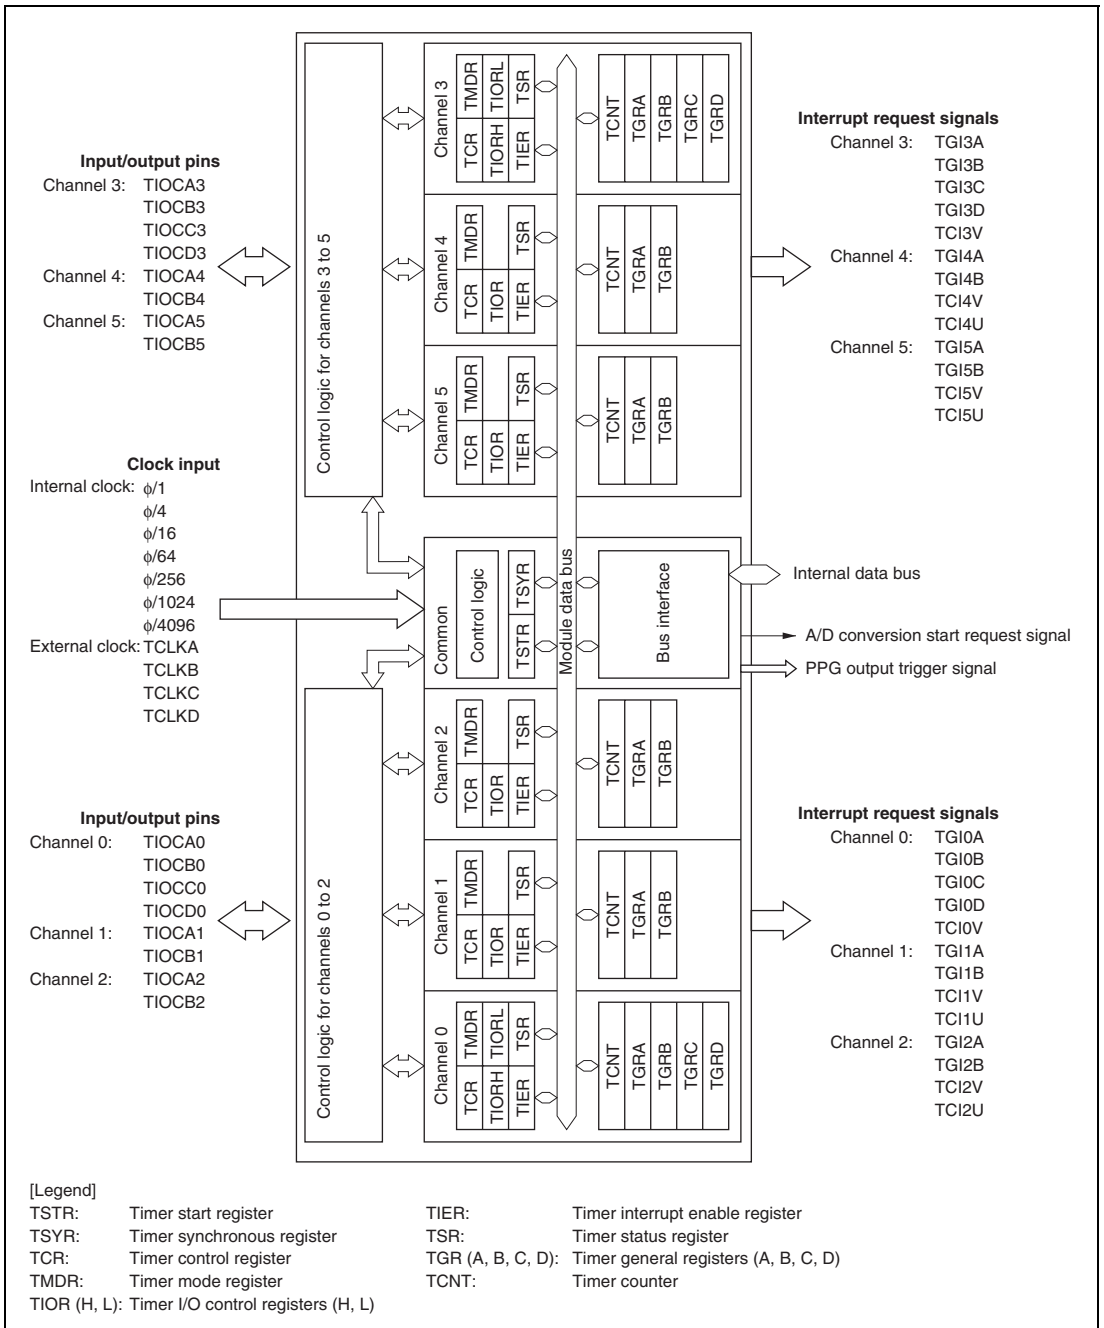 Input/output pins
Channel 3: TIOCA3
TIOCB3
TIOCC3
TIOCD3
Channel 4: TIOCA4
TIOCB4
Channel 5: TIOCA5
TIOCB5
Clock input
Internal clock: ϕ/1
ϕ/4
ϕ/16
ϕ/64
ϕ/256
ϕ/1024
ϕ/4096
External clock: TCLKA
TCLKB
TCLKC
TCLKD
Input/output pins
Channel 0: TIOCA0
TIOCB0
TIOCC0
TIOCD0
Channel 1: TIOCA1
TIOCB1
Channel 2: TIOCA2
TIOCB2
Control logic for channels 3 to 5
Control logic for channels 0 to 2
Channel 3
TCR TMDR
TIORH TIORL
TIER TSR
TCNT
TGRA
TGRB
TGRC
TGRD
Channel 4
TCR TMDR
TIOR
TIER TSR
TCNT
TGRA
TGRB
Channel 5
TCR TMDR
TIOR
TIER TSR
TCNT
TGRA
TGRB
Common
Control logic
TSTR TSYR
Module data bus
Bus interface
Channel 2
TCR TMDR
TIOR
TIER TSR
TCNT
TGRA
TGRB
Channel 1
TCR TMDR
TIOR
TIER TSR
TCNT
TGRA
TGRB
Channel 0
TCR TMDR
TIORH TIORL
TIER TSR
TCNT
TGRA
TGRB
TGRC
TGRD
Interrupt request signals
Channel 3: TGI3A
TGI3B
TGI3C
TGI3D
TCI3V
Channel 4: TGI4A
TGI4B
TCI4V
TCI4U
Channel 5: TGI5A
TGI5B
TCI5V
TCI5U
Internal data bus
A/D conversion start request signal
PPG output trigger signal
Interrupt request signals
Channel 0: TGI0A
TGI0B
TGI0C
TGI0D
TCI0V
Channel 1: TGI1A
TGI1B
TCI1V
TCI1U
Channel 2: TGI2A
TGI2B
TCI2V
TCI2U
[Legend]
TSTR: Timer start register
TSYR: Timer synchronous register
TCR: Timer control register
TMDR: Timer mode register
TIOR (H, L): Timer I/O control registers (H, L)
TIER: Timer interrupt enable register
TSR: Timer status register
TGR (A, B, C, D): Timer general registers (A, B, C, D)
TCNT: Timer counter